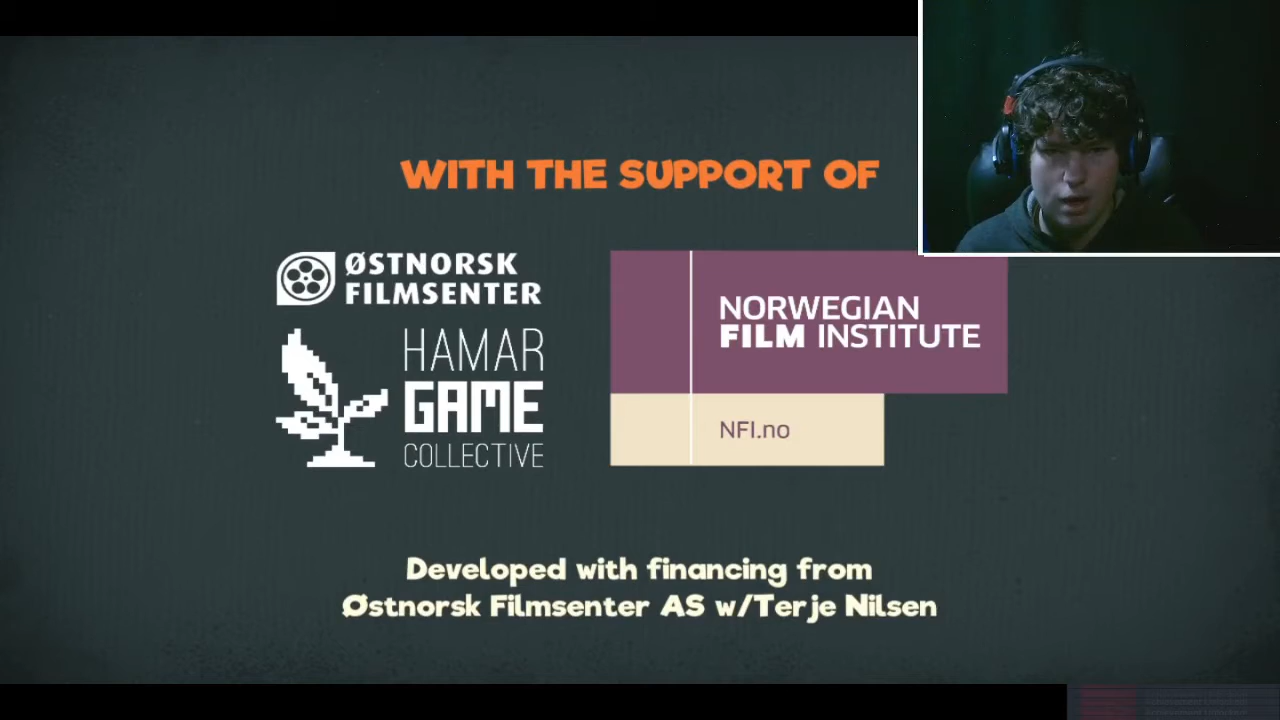 WITH THE SUPPORT OF
ØSTNORSK
FILMSENTER
HAMAR
GAME
COLLECTIVE
NORWEGIAN
FILM INSTITUTE
NFI.no
Developed with financing from
Østnorsk Filmsenter AS w/Terje Nilsen